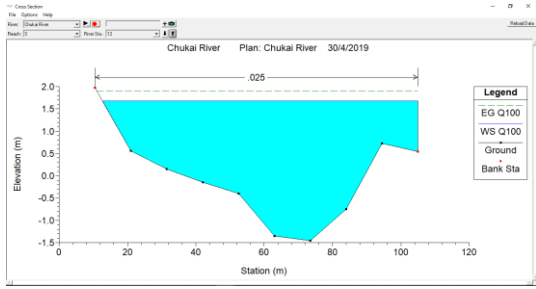 Cross Section
File Options Help
River: Chukai River
Reload Data
Reach: River Sta.: 12
Chukai River Plan: Chukai River 30/4/2019
.025
Legend
EG Q100
WS Q100
Ground
Bank Sta
Elevation (m)
2.0
1.5
1.0
0.5
0.0
-0.5
-1.0
-1.5
0 20 40 60 80 100 120
Station (m)